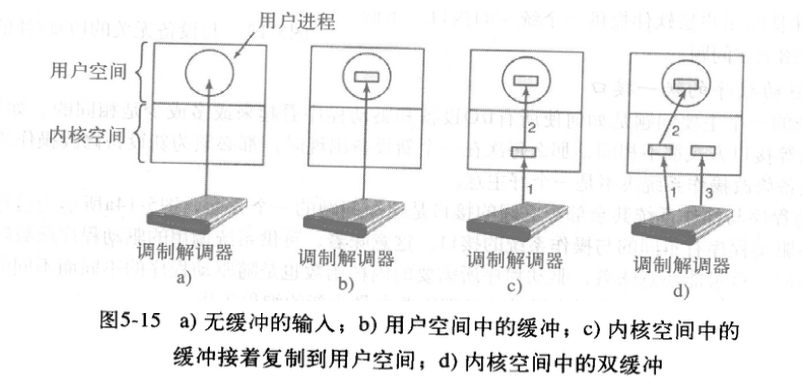 用户进程
用户空间
内核空间
2
1
2
1
3
调制解调器
调制解调器
调制解调器
调制解调器
a)
b)
c)
d)
图5-15 a) 无缓冲的输入；b) 用户空间中的缓冲；c) 内核空间中的
缓冲接着复制到用户空间；d) 内核空间中的双缓冲